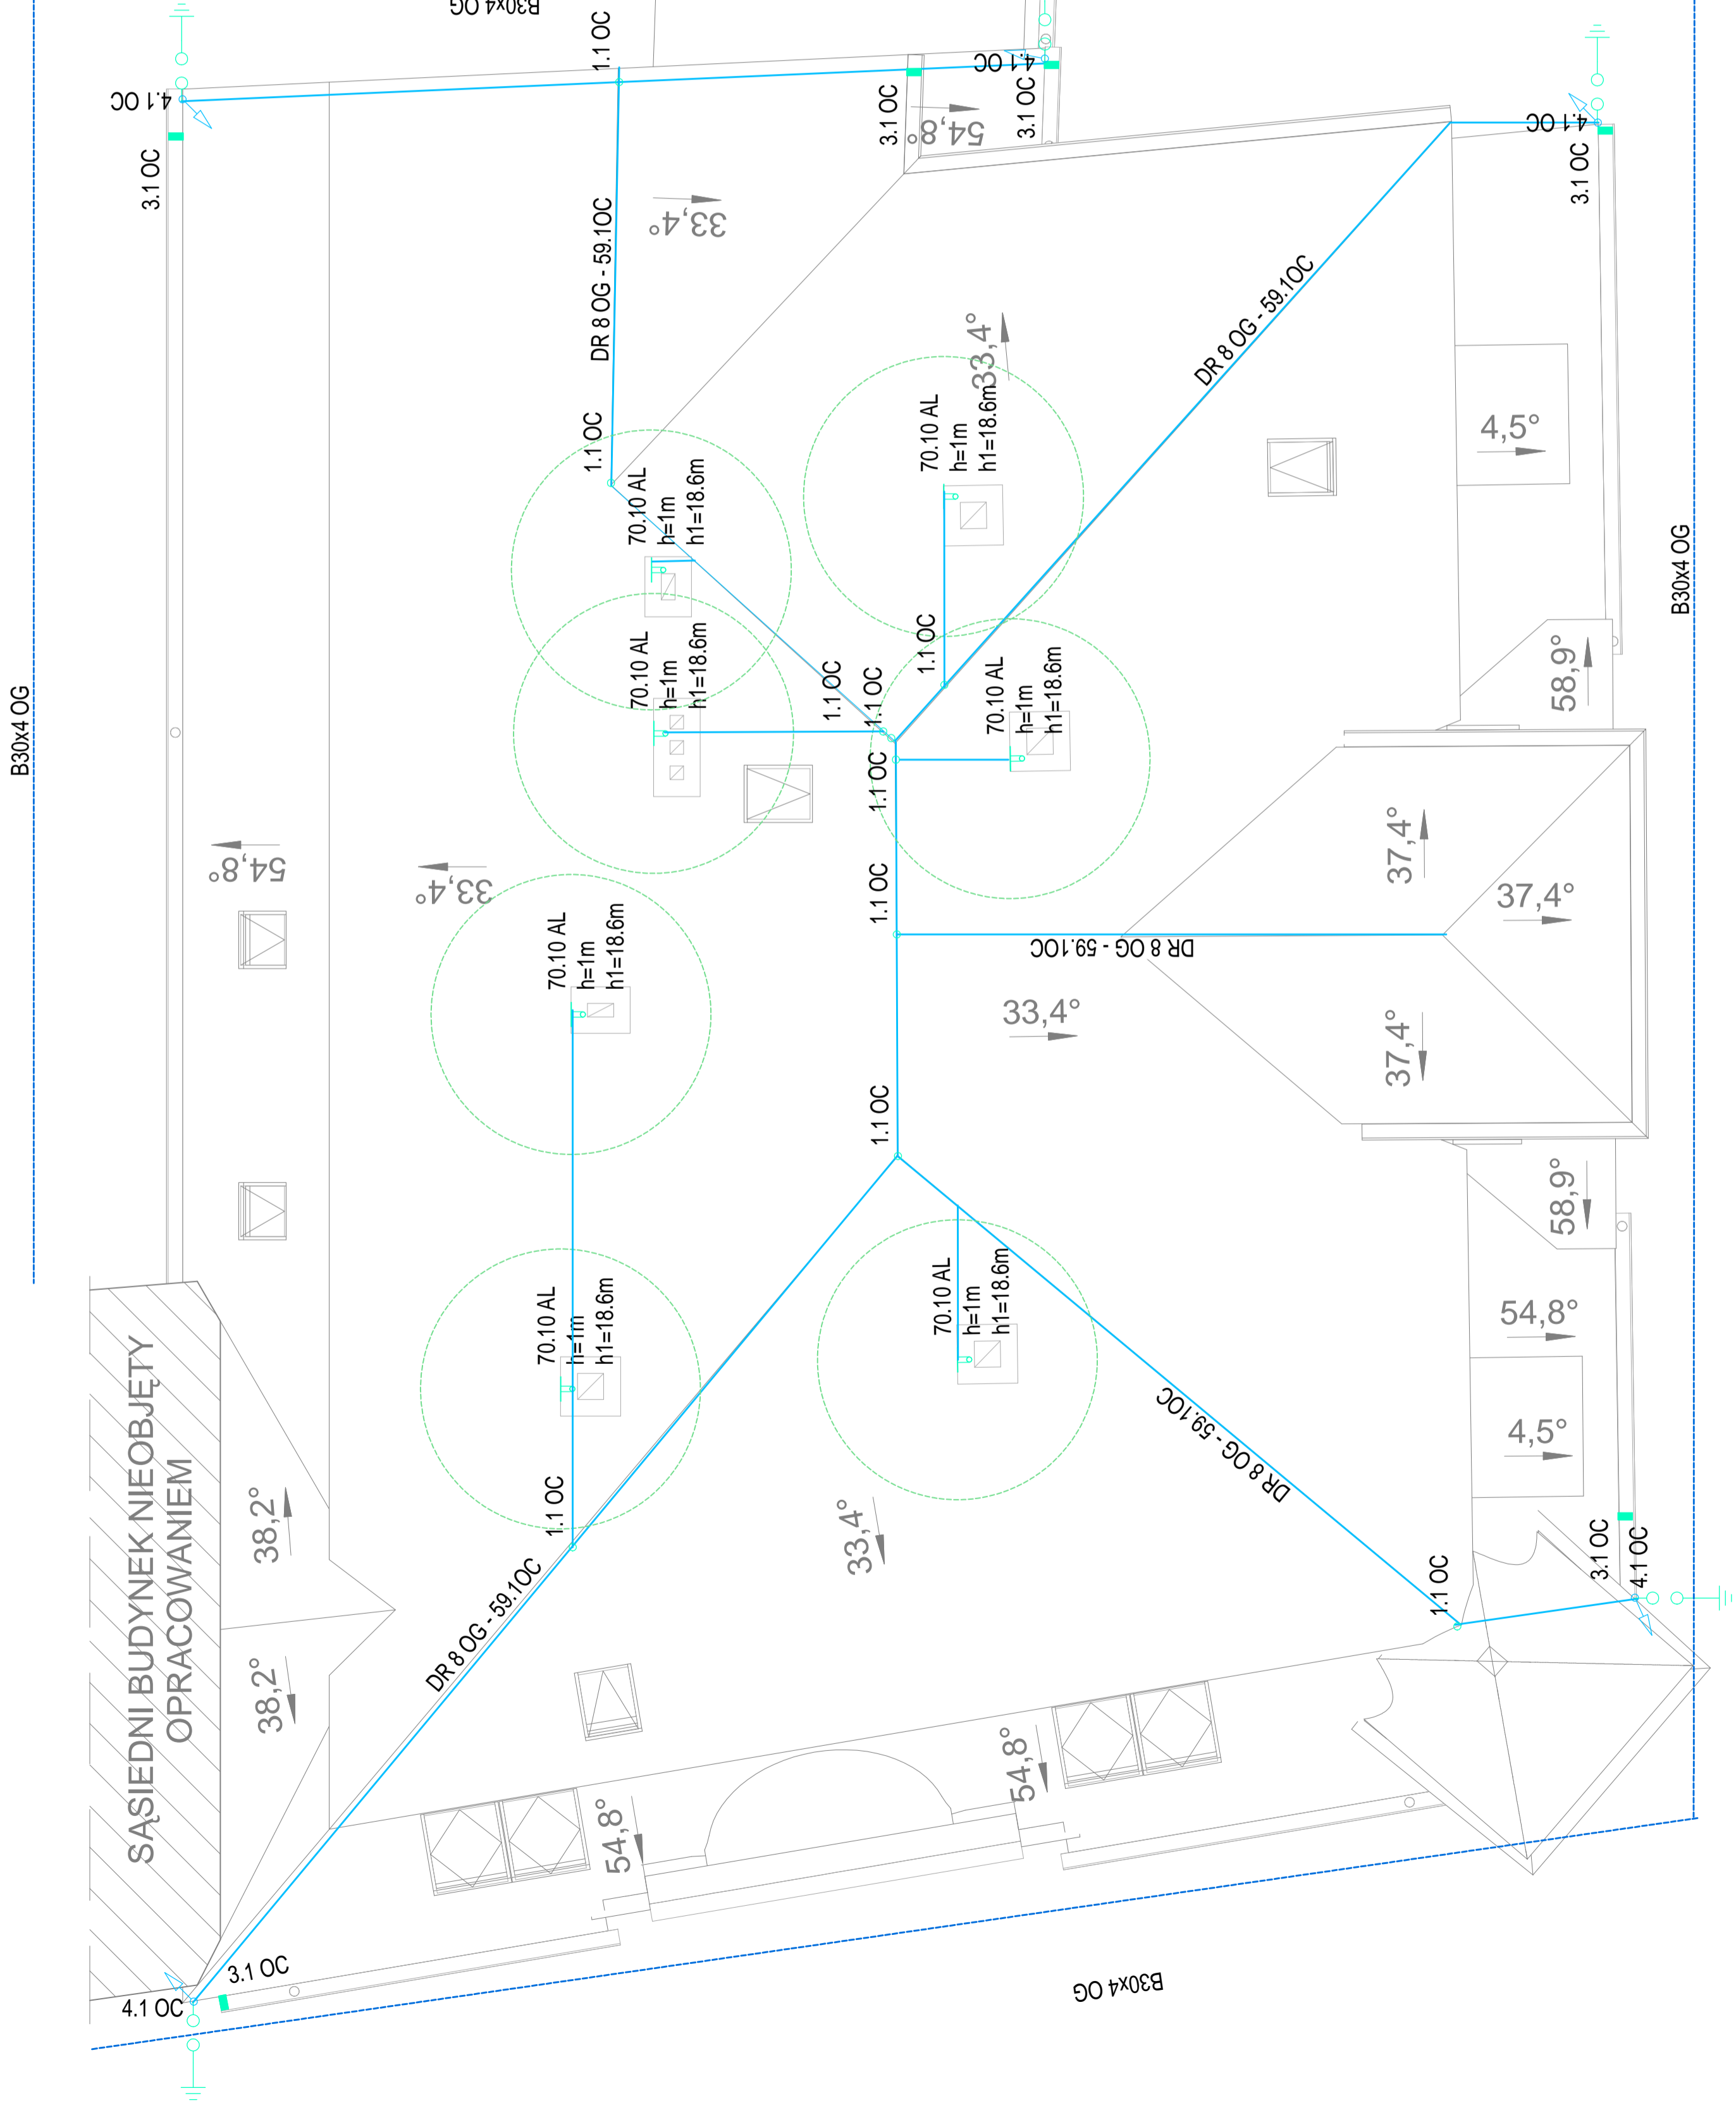 B30x4 OG
1.1 OC
4.1 OC
3.1 OC
4.1 OC
3.1 OC
3.1 OC
54,8°
4.1 OC
3.1 OC
33,4°
DR 8 OG - 59.1OC
DR 8 OG - 59.1OC
33,4°
1.1 OC
70.10 AL
h=1m
h1=18.6m
70.10 AL
h=1m
h1=18.6m
4,5°
B30x4 OG
B30x4 OG
70.10 AL
h=1m
h1=18.6m
1.1 OC
1.1 OC
1.1 OC
70.10 AL
h=1m
h1=18.6m
58,9°
1.1 OC
54,8°
33,4°
1.1 OC
37,4°
37,4°
70.10 AL
h=1m
h1=18.6m
DR 8 OG - 59.1OC
33,4°
37,4°
1.1 OC
58,9°
70.10 AL
h=1m
h1=18.6m
70.10 AL
h=1m
h1=18.6m
54,8°
4,5°
SĄSIEDNI BUDYNEK NIEOBJĘTY
OPRACOWANIEM
38,2°
38,2°
1.1 OC
33,4°
DR 8 OG - 59.1OC
DR 8 OG - 59.1OC
1.1 OC
3.1 OC
4.1 OC
54,8°
54,8°
3.1 OC
4.1 OC
B30x4 OG